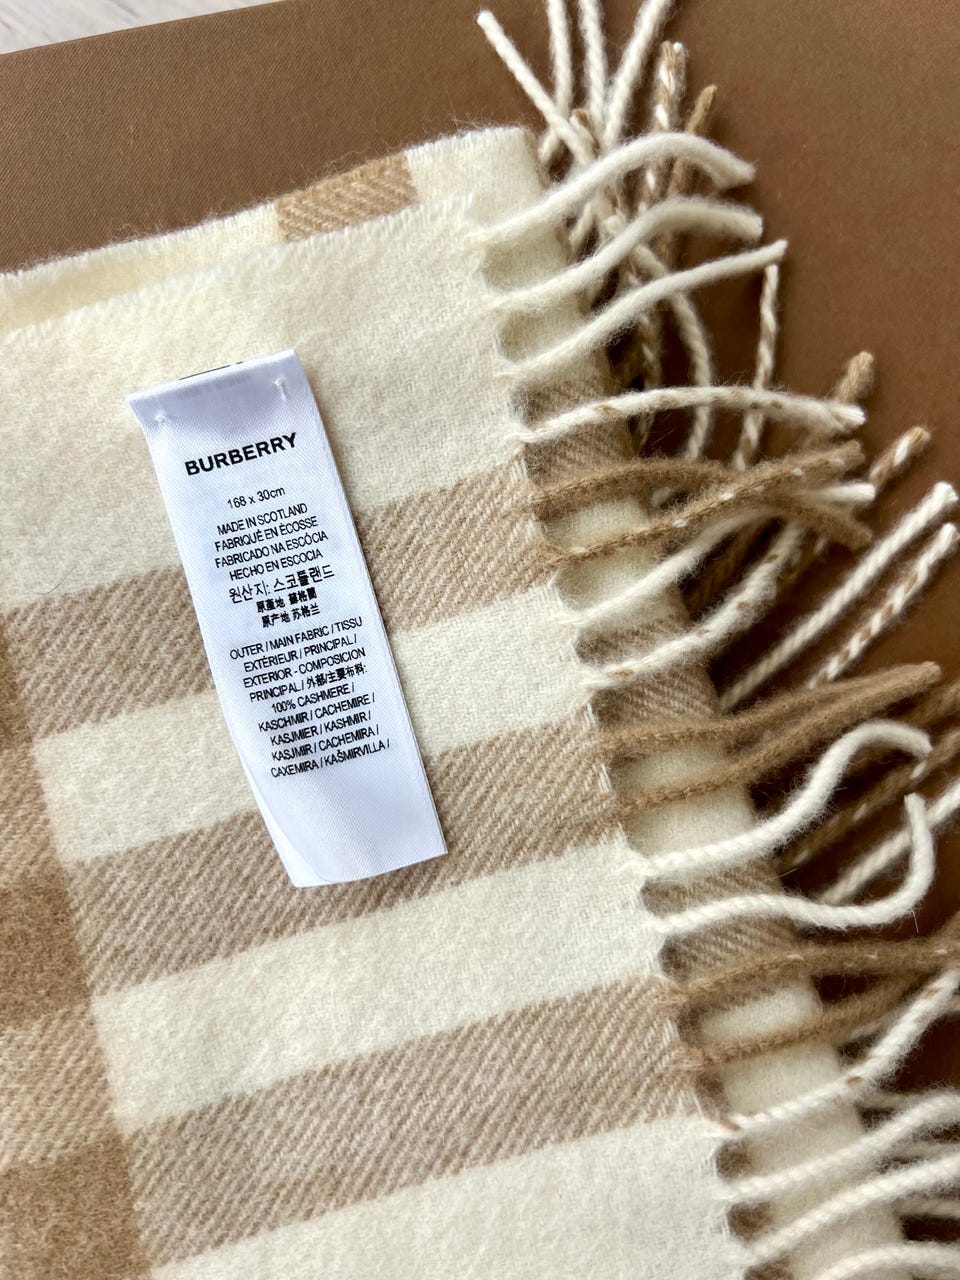 BURBERRY
168 x 30cm
MADE IN SCOTLAND
FABRIQUÉ EN ÉCOSSE
FABRICADO NA ESCÓCIA
HECHO EN ESCOCIA
원산지: 스코틀랜드
原產地 蘇格蘭
原产地 苏格兰
OUTER / MAIN FABRIC / TISSU
EXTÉRIEUR / PRINCIPAL /
EXTERIOR - COMPOSICION
PRINCIPAL / 外部/主要布料:
100% CASHMERE /
KASCHMIR / CACHEMIRE /
KASJMIER / KASHMIR /
KASJMIR / CACHEMIRA /
CAXEMIRA / KAŠMIRVILLA /